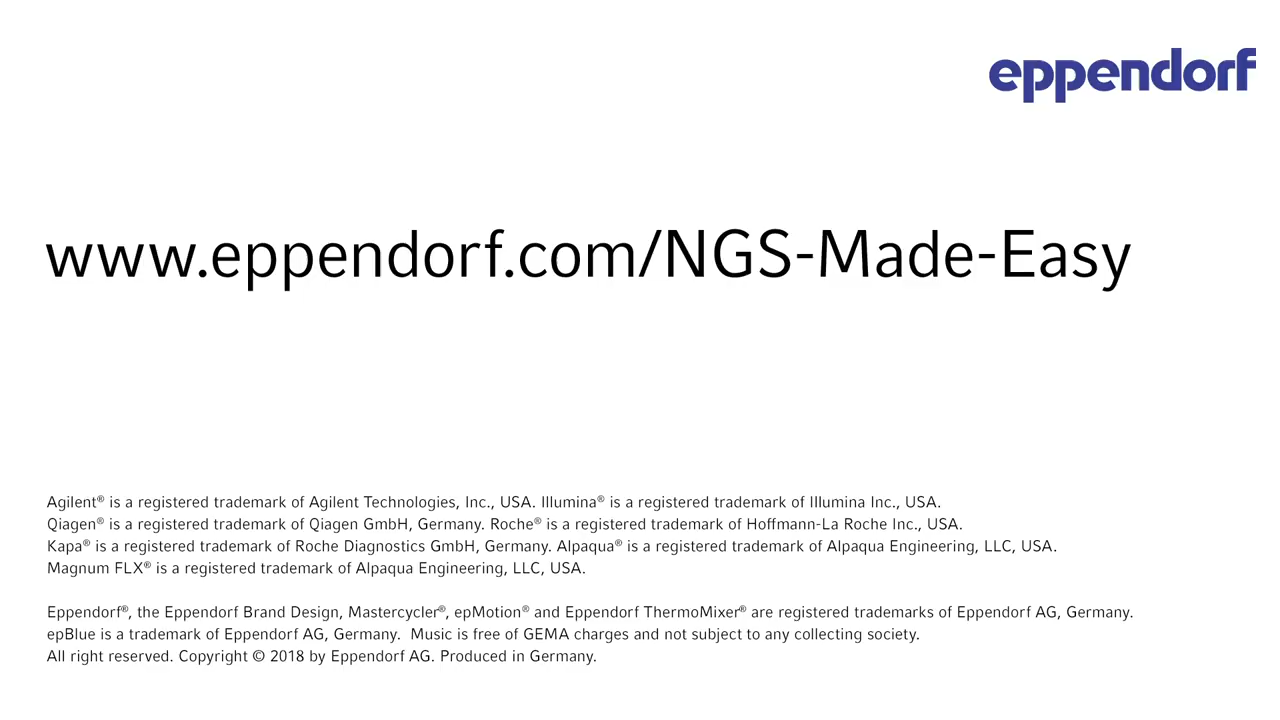 eppendorf
www.eppendorf.com/NGS-Made-Easy
Agilent® is a registered trademark of Agilent Technologies, Inc., USA. Illumina® is a registered trademark of Illumina Inc., USA.
Qiagen® is a registered trademark of Qiagen GmbH, Germany. Roche® is a registered trademark of Hoffmann-La Roche Inc., USA.
Kapa® is a registered trademark of Roche Diagnostics GmbH, Germany. Alpaqua® is a registered trademark of Alpaqua Engineering, LLC, USA.
Magnum FLX® is a registered trademark of Alpaqua Engineering, LLC, USA.
Eppendorf®, the Eppendorf Brand Design, Mastercycler®, epMotion® and Eppendorf ThermoMixer® are registered trademarks of Eppendorf AG, Germany.
epBlue is a trademark of Eppendorf AG, Germany.  Music is free of GEMA charges and not subject to any collecting society.
All right reserved. Copyright © 2018 by Eppendorf AG. Produced in Germany.